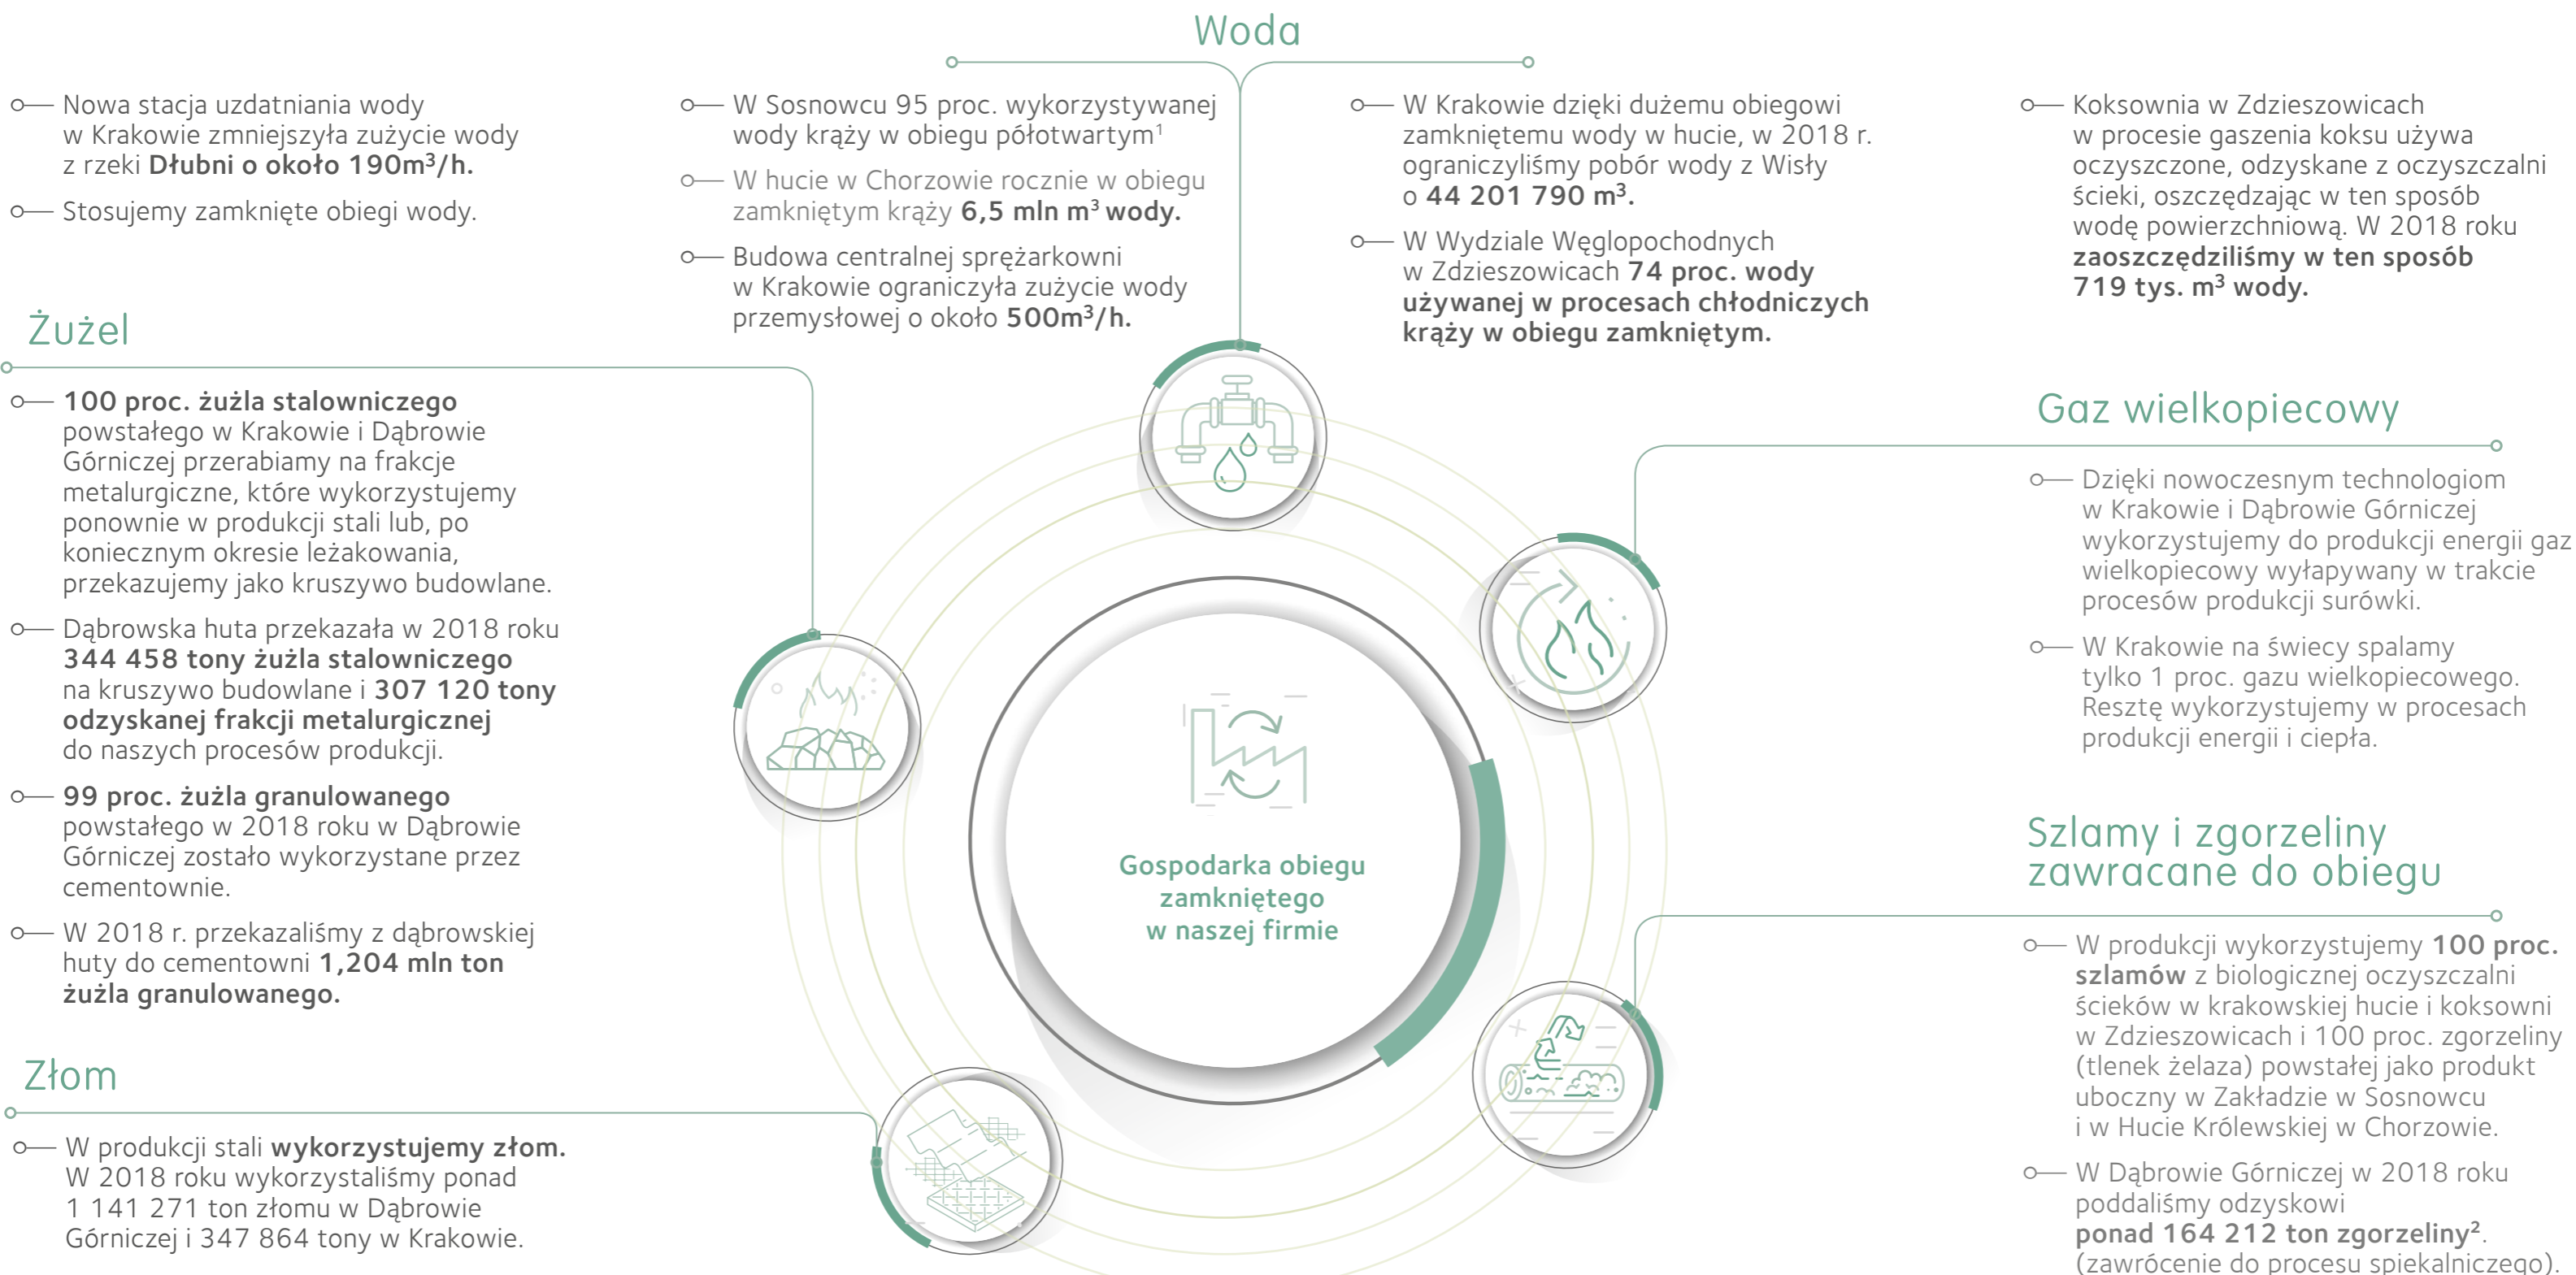 Woda
Nowa stacja uzdatniania wody
w Krakowie zmniejszyła zużycie wody
z rzeki Dłubni o około 190m³/h.
Stosujemy zamknięte obiegi wody.
W Sosnowcu 95 proc. wykorzystywanej
wody krąży w obiegu półotwartym¹
W hucie w Chorzowie rocznie w obiegu
zamkniętym krąży 6,5 mln m³ wody.
Budowa centralnej sprężarkowni
w Krakowie ograniczyła zużycie wody
przemysłowej o około 500m³/h.
W Krakowie dzięki dużemu obiegowi
zamkniętemu wody w hucie, w 2018 r.
ograniczyliśmy pobór wody z Wisły
o 44 201 790 m³.
W Wydziale Węglopochodnych
w Zdzieszowicach 74 proc. wody
używanej w procesach chłodniczych
krąży w obiegu zamkniętym.
Koksownia w Zdzieszowicach
w procesie gaszenia koksu używa
oczyszczone, odzyskane z oczyszczalni
ścieki, oszczędzając w ten sposób
wodę powierzchniową. W 2018 roku
zaoszczędziliśmy w ten sposób
719 tys. m³ wody.
Żużel
100 proc. żużla stalowniczego
powstałego w Krakowie i Dąbrowie
Górniczej przerabiamy na frakcje
metalurgiczne, które wykorzystujemy
ponownie w produkcji stali lub, po
koniecznym okresie leżakowania,
przekazujemy jako kruszywo budowlane.
Dąbrowska huta przekazała w 2018 roku
344 458 tony żużla stalowniczego
na kruszywo budowlane i 307 120 tony
odzyskanej frakcji metalurgicznej
do naszych procesów produkcji.
99 proc. żużla granulowanego
powstałego w 2018 roku w Dąbrowie
Górniczej zostało wykorzystane przez
cementownie.
W 2018 r. przekazaliśmy z dąbrowskiej
huty do cementowni 1,204 mln ton
żużla granulowanego.
Złom
W produkcji stali wykorzystujemy złom.
W 2018 roku wykorzystaliśmy ponad
1 141 271 ton złomu w Dąbrowie
Górniczej i 347 864 tony w Krakowie.
Gospodarka obiegu
zamkniętego
w naszej firmie
Gaz wielkopiecowy
Dzięki nowoczesnym technologiom
w Krakowie i Dąbrowie Górniczej
wykorzystujemy do produkcji energii gaz
wielkopiecowy wyłapywany w trakcie
procesów produkcji surówki.
W Krakowie na świecy spalamy
tylko 1 proc. gazu wielkopiecowego.
Resztę wykorzystujemy w procesach
produkcji energii i ciepła.
Szlamy i zgorzeliny
zawracane do obiegu
W produkcji wykorzystujemy 100 proc.
szlamów z biologicznej oczyszczalni
ścieków w krakowskiej hucie i koksowni
w Zdzieszowicach i 100 proc. zgorzeliny
(tlenek żelaza) powstałej jako produkt
uboczny w Zakładzie w Sosnowcu
i w Hucie Królewskiej w Chorzowie.
W Dąbrowie Górniczej w 2018 roku
poddaliśmy odzyskowi
ponad 164 212 ton zgorzeliny².
(zawrócenie do procesu spiekalniczego).